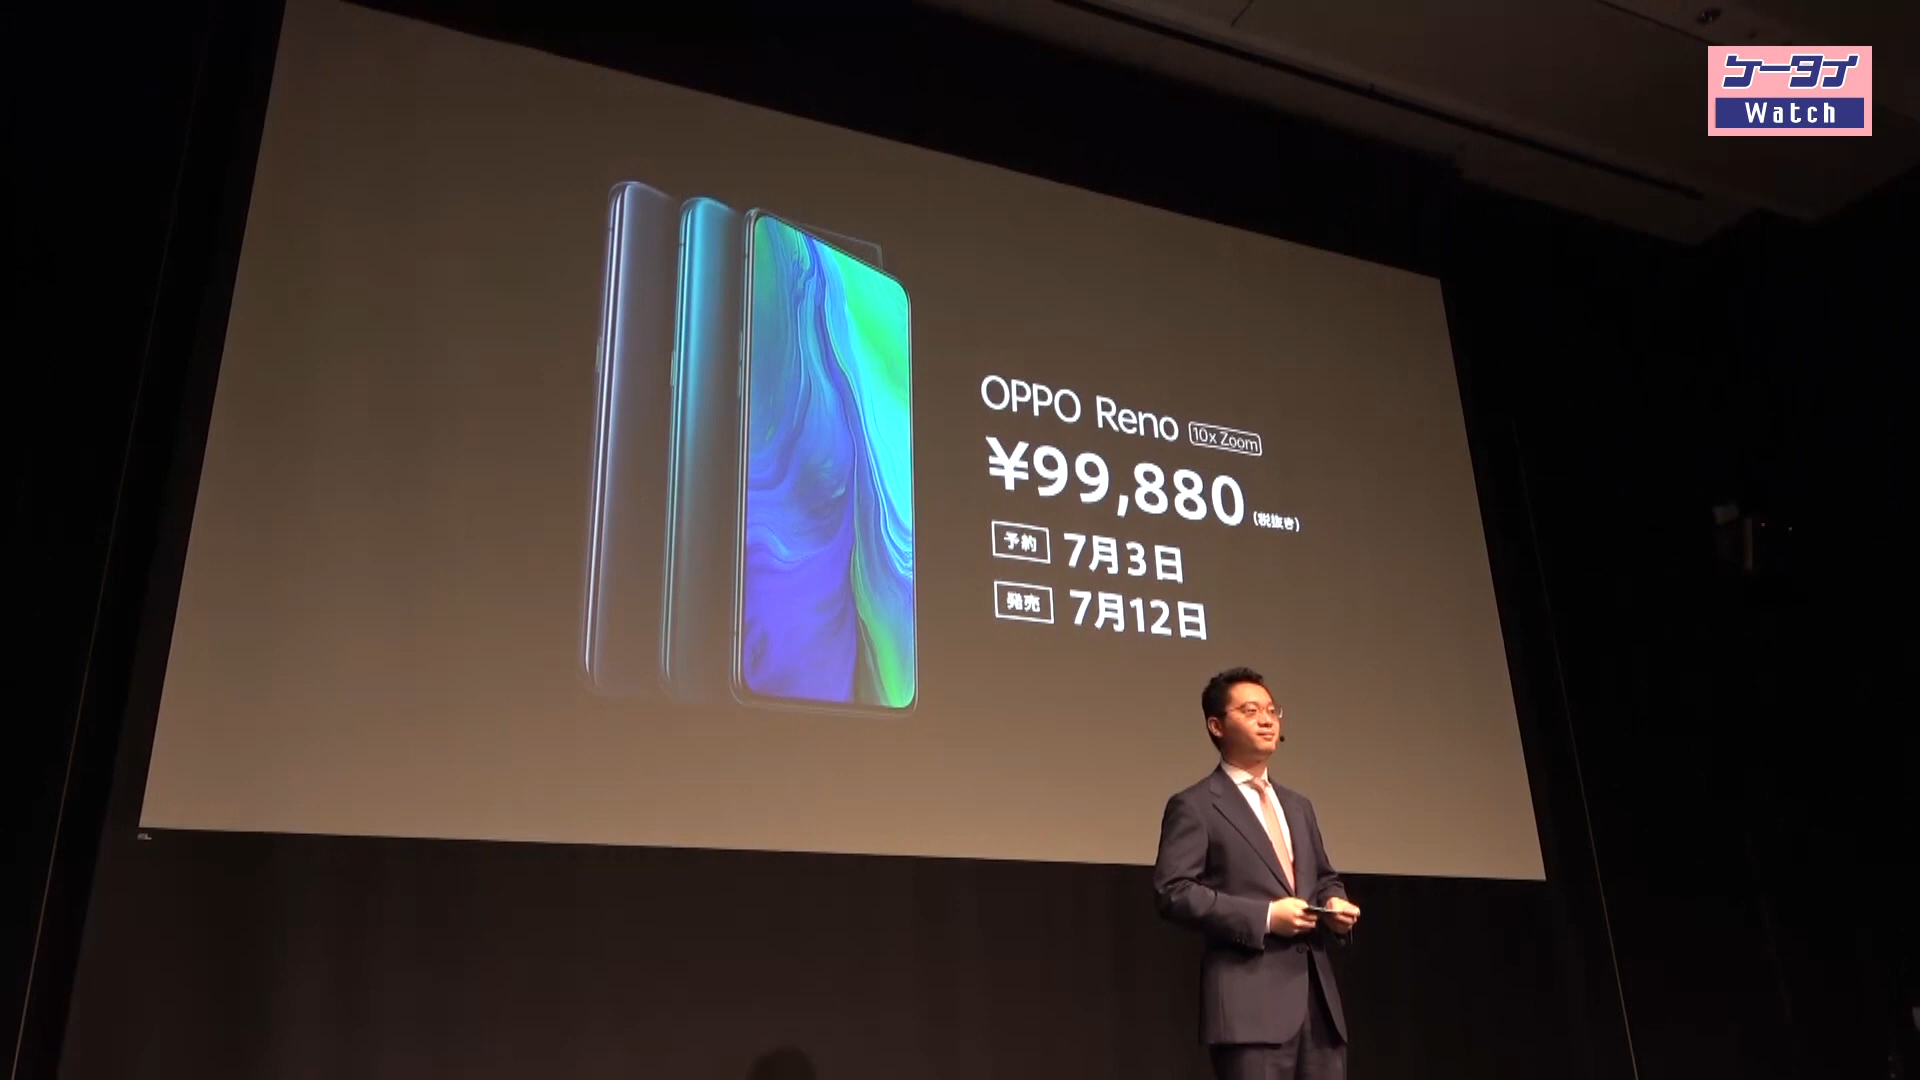 ケータイ
Watch
OPPO Reno 10x Zoom
¥99,880 (税抜き)
予約 7月3日
発売 7月12日